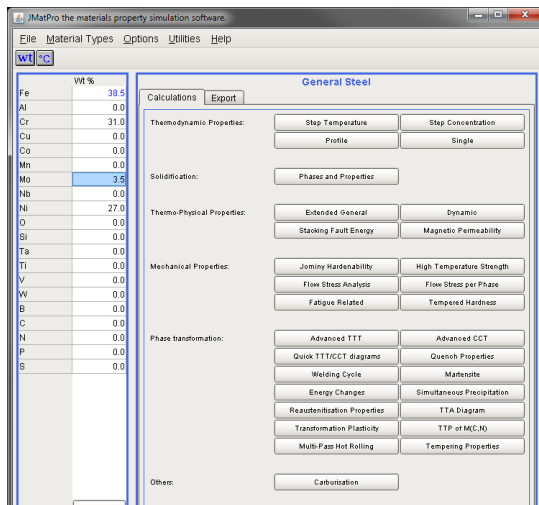 JMatPro the materials property simulation software.
File Material Types Options Utilities Help
wt °C
Wt %
Fe 38.5
Al 0.0
Cr 31.0
Cu 0.0
Co 0.0
Mn 0.0
Mo 3.5
Nb 0.0
Ni 27.0
O 0.0
Si 0.0
Ta 0.0
Ti 0.0
V 0.0
W 0.0
B 0.0
C 0.0
N 0.0
P 0.0
S 0.0
General Steel
Calculations Export
Thermodynamic Properties: Step Temperature Step Concentration
Profile Single
Solidification: Phases and Properties
Thermo-Physical Properties: Extended General Dynamic
Stacking Fault Energy Magnetic Permeability
Mechanical Properties: Jominy Hardenability High Temperature Strength
Flow Stress Analysis Flow Stress per Phase
Fatigue Related Tempered Hardness
Phase transformation: Advanced TTT Advanced CCT
Quick TTT/CCT diagrams Quench Properties
Welding Cycle Martensite
Energy Changes Simultaneous Precipitation
Reaustenitisation Properties TTA Diagram
Transformation Plasticity TTP of M(C,N)
Multi-Pass Hot Rolling Tempering Properties
Others: Carburisation